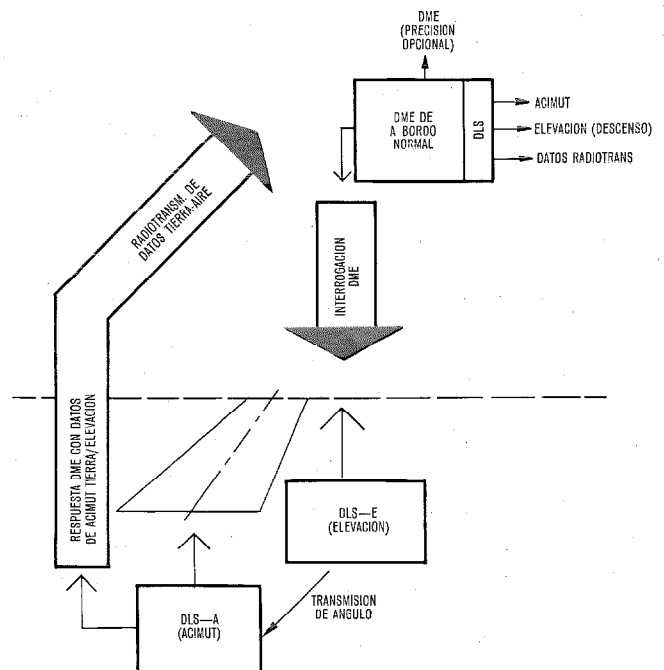 DME
(PRECISION
OPCIONAL)
DME DE
A BORDO
NORMAL
DLS
ACIMUT
ELEVACION (DESCENSO)
DATOS RADIOTRANS
RADIOTRANSM. DE
DATOS TIERRA-AIRE
INTERROGACION
DME
RESPUESTA DME CON DATOS
DE ACIMUT TIERRA/ELEVACION
DLS—E
(ELEVACION)
TRANSMISION
DE ANGULO
DLS—A
(ACIMUT)